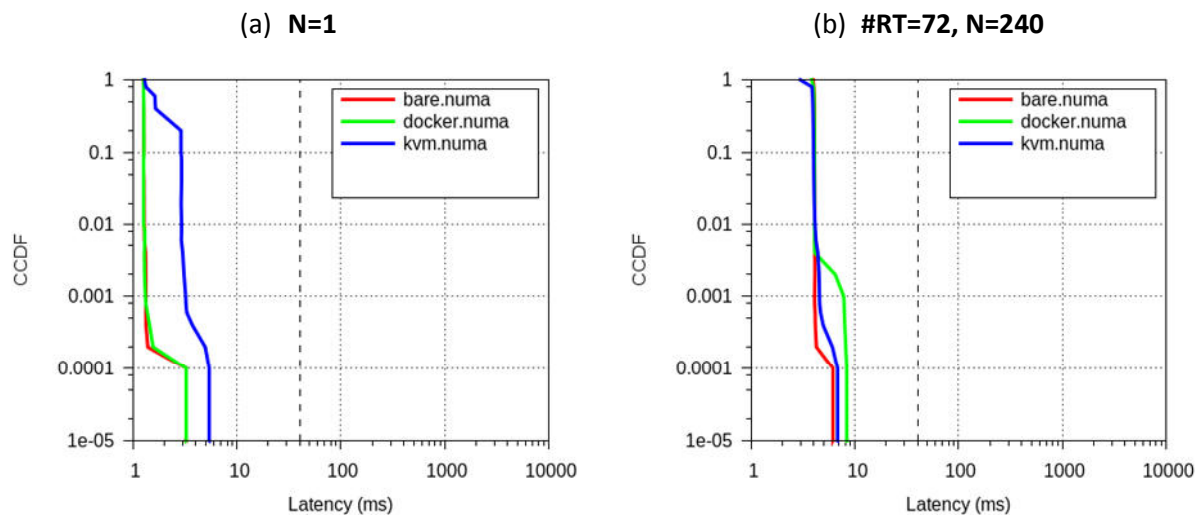 (a) N=1
CCDF
1
0.1
0.01
0.001
0.0001
1e-05
bare.numa
docker.numa
kvm.numa
1 10 100 1000 10000
Latency (ms)
(b) #RT=72, N=240
CCDF
1
0.1
0.01
0.001
0.0001
1e-05
bare.numa
docker.numa
kvm.numa
1 10 100 1000 10000
Latency (ms)